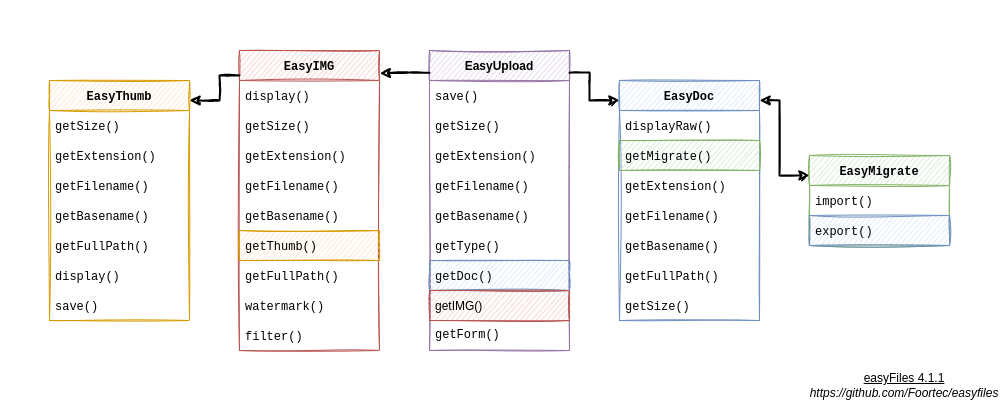 EasyThumb
getSize()
getExtension()
getFilename()
getBasename()
getFullPath()
display()
save()
EasyIMG
display()
getSize()
getExtension()
getFilename()
getBasename()
getThumb()
getFullPath()
watermark()
filter()
EasyUpload
save()
getSize()
getExtension()
getFilename()
getBasename()
getType()
getDoc()
getIMG()
getForm()
EasyDoc
displayRaw()
getMigrate()
getExtension()
getFilename()
getBasename()
getFullPath()
getSize()
EasyMigrate
import()
export()
easyFiles 4.1.1
https://github.com/Foortec/easyfiles